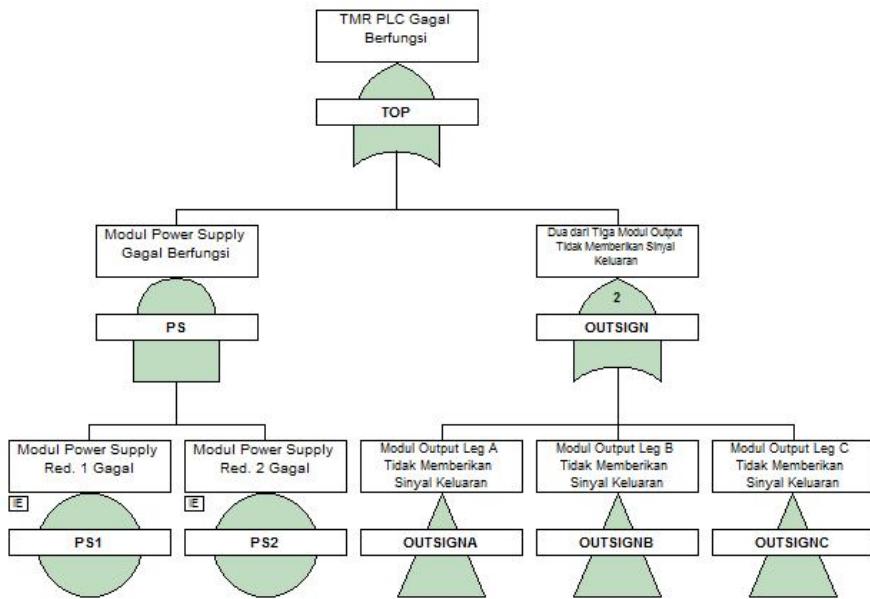 TMR PLC Gagal
Berfungsi
TOP
Modul Power Supply
Gagal Berfungsi
PS
Dua dari Tiga Modul Output
Tidak Memberikan Sinyal
Keluaran
2
OUTSIGN
Modul Power Supply
Red. 1 Gagal
IE
PS1
Modul Power Supply
Red. 2 Gagal
IE
PS2
Modul Output Leg A
Tidak Memberikan
Sinyal Keluaran
OUTSIGNA
Modul Output Leg B
Tidak Memberikan
Sinyal Keluaran
OUTSIGNB
Modul Output Leg C
Tidak Memberikan
Sinyal Keluaran
OUTSIGNC